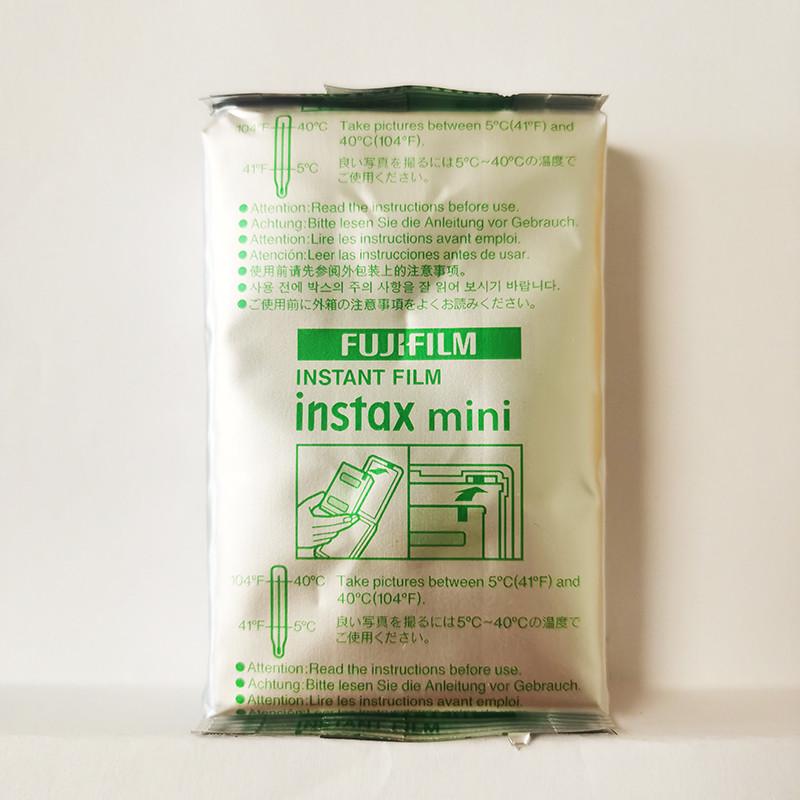 104°F 40°C Take pictures between 5°C(41°F) and
40°C(104°F).
41°F 5°C 良い写真を撮るには5°C~40°Cの温度で
ご使用ください。
●Attention:Read the instructions before use.
●Achtung:Bitte lesen Sie die Anleitung vor Gebrauch.
●Attention:Lire les instructions avant emploi.
●Atención:Leer las instrucciones antes de usar.
●使用前请先参阅外包装上的注意事项。
●사용 전에 박스의 주의 사항을 잘 읽어 보시기 바랍니다.
●ご使用前に外箱の注意事項をよくお読みください。
FUJIFILM
INSTANT FILM
instax mini
104°F 40°C Take pictures between 5°C(41°F) and
40°C(104°F).
41°F 5°C 良い写真を撮るには5°C~40°Cの温度で
ご使用ください。
●Attention:Read the instructions before use.
●Achtung:Bitte lesen Sie die Anleitung vor Gebrauch.
●Attention:Lire les instructions avant emploi.
●Atención:Leer las instrucciones
INSTANT FILM